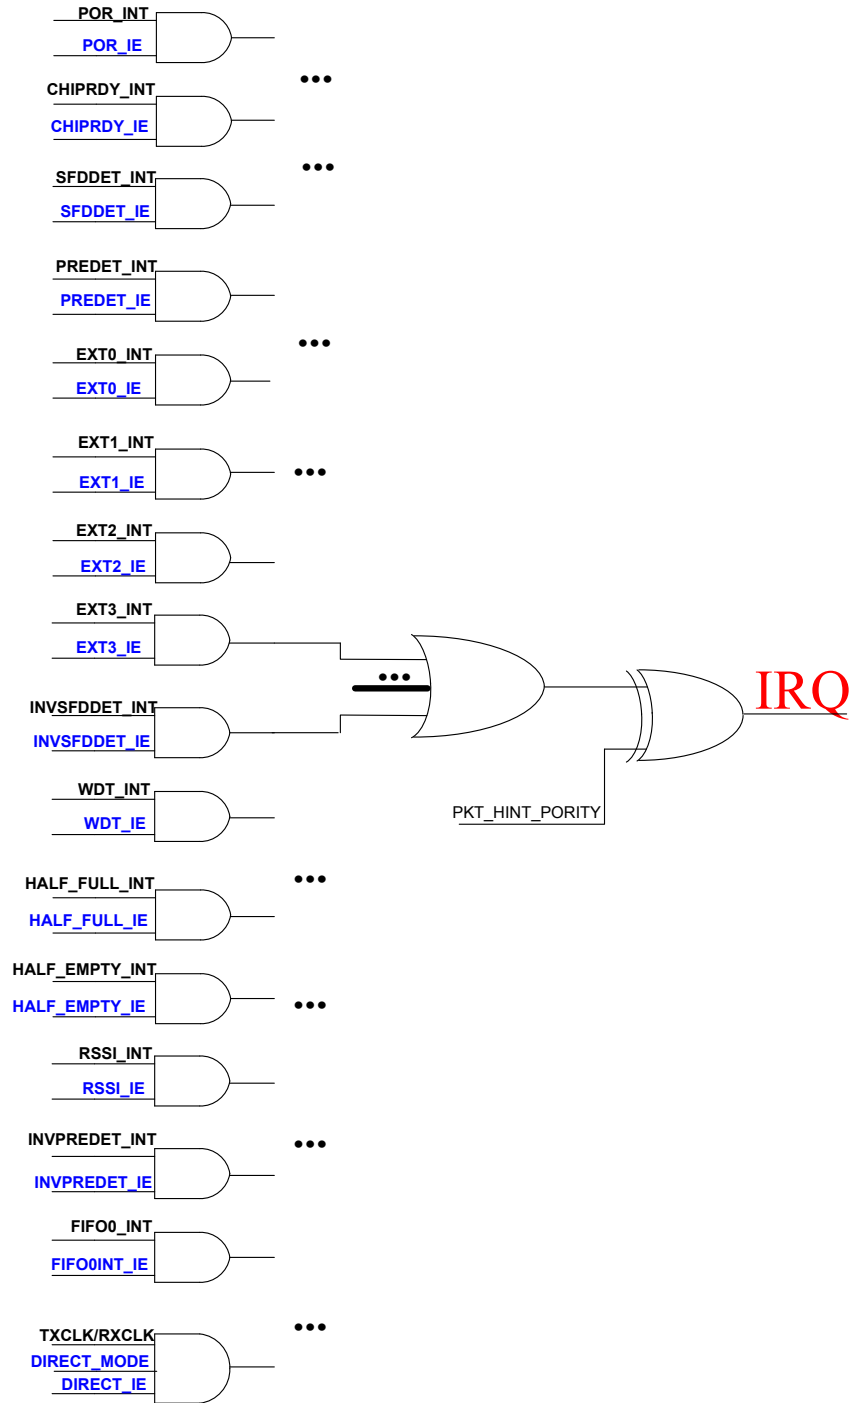 POR_INT
POR_IE
CHIPRDY_INT
CHIPRDY_IE
SFDDET_INT
SFDDET_IE
PREDET_INT
PREDET_IE
EXT0_INT
EXT0_IE
EXT1_INT
EXT1_IE
EXT2_INT
EXT2_IE
EXT3_INT
EXT3_IE
IRQ
INVSFDDET_INT
INVSFDDET_IE
WDT_INT
PKT_HINT_PORITY
WDT_IE
HALF_FULL_INT
HALF_FULL_IE
HALF_EMPTY_INT
HALF_EMPTY_IE
RSSI_INT
RSSI_IE
INVPREDET_INT
INVPREDET_IE
FIFO0_INT
FIFO0INT_IE
TXCLK/RXCLK
DIRECT_MODE
DIRECT_IE